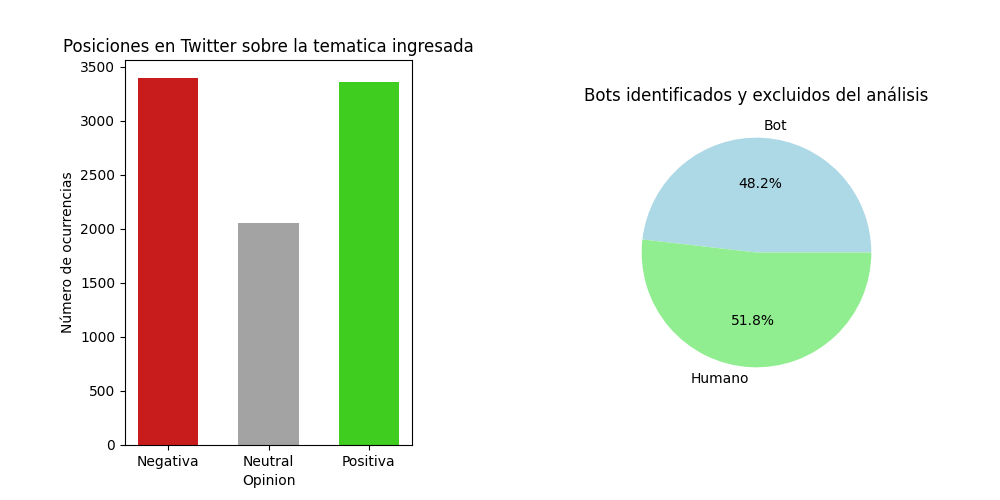 Posiciones en Twitter sobre la tematica ingresada
3500
3000
2500
2000
1500
1000
500
0
Número de ocurrencias
Negativa
Neutral
Positiva
Opinion
Bots identificados y excluidos del análisis
Bot
48.2%
51.8%
Humano